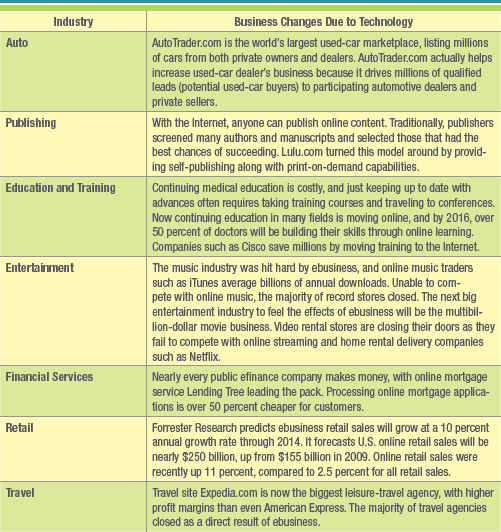 Industry Business Changes Due to Technology
Auto AutoTrader.com is the world's largest used-car marketplace, listing millions
of cars from both private owners and dealers. AutoTrader.com actually helps
increase used-car dealer's business because it drives millions of qualified
leads (potential used-car buyers) to participating automotive dealers and
private sellers.
Publishing With the Internet, anyone can publish online content. Traditionally, publishers
screened many authors and manuscripts and selected those that had the
best chances of succeeding. Lulu.com turned this model around by provid-
ing self-publishing along with print-on-demand capabilities.
Education and Training Continuing medical education is costly, and just keeping up to date with
advances often requires taking training courses and traveling to conferences.
Now continuing education in many fields is moving online, and by 2016, over
50 percent of doctors will be building their skills through online learning.
Companies such as Cisco save millions by moving training to the Internet.
Entertainment The music industry was hit hard by ebusiness, and online music traders
such as iTunes average billions of annual downloads. Unable to com-
pete with online music, the majority of record stores closed. The next big
entertainment industry to feel the effects of ebusiness will be the multibil-
lion-dollar movie business. Video rental stores are closing their doors as they
fail to compete with online streaming and home rental delivery companies
such as Netflix.
Financial Services Nearly every public efinance company makes money, with online mortgage
service Lending Tree leading the pack. Processing online mortgage applica-
tions is over 50 percent cheaper for customers.
Retail Forrester Research predicts ebusiness retail sales will grow at a 10 percent
annual growth rate through 2014. It forecasts U.S. online retail sales will be
nearly $250 billion, up from $155 billion in 2009. Online retail sales were
recently up 11 percent, compared to 2.5 percent for all retail sales.
Travel Travel site Expedia.com is now the biggest leisure-travel agency, with higher
profit margins than even American Express. The majority of travel agencies
closed as a direct result of ebusiness.